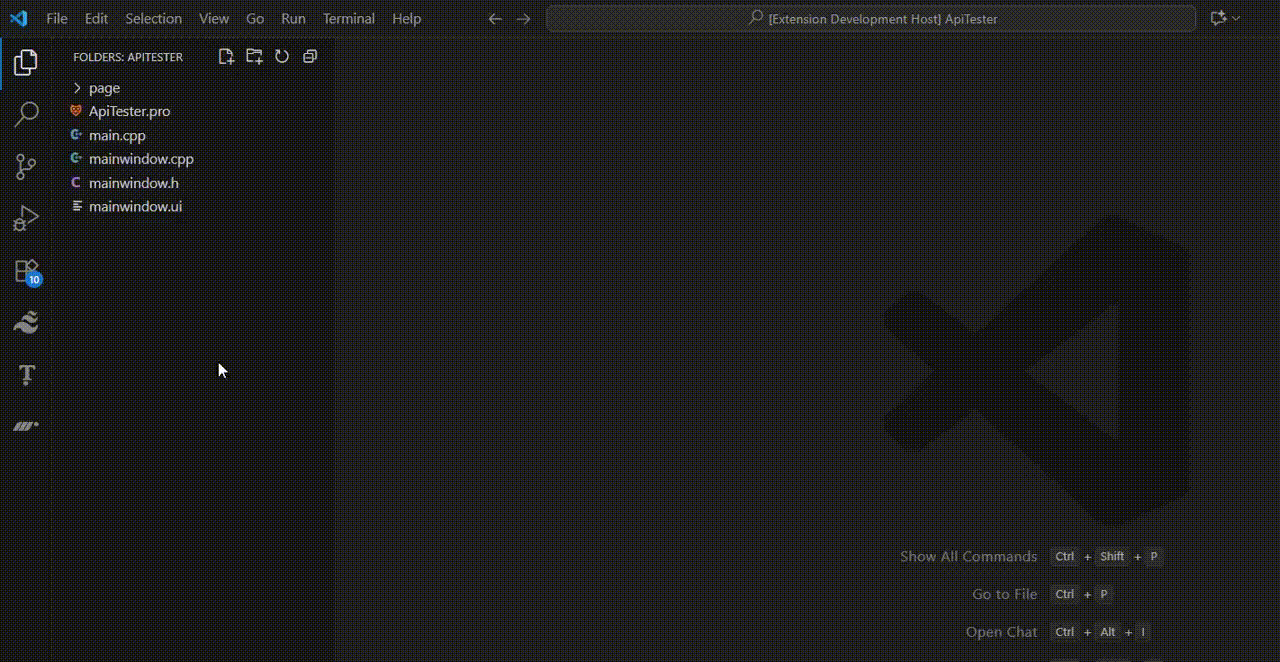 File Edit Selection View Go Run Terminal Help [Extension Development Host] ApiTester
FOLDERS: APITESTER
page
ApiTester.pro
main.cpp
mainwindow.cpp
mainwindow.h
mainwindow.ui
10
Show All Commands Ctrl + Shift + P
Go to File Ctrl + P
Open Chat Ctrl + Alt + I